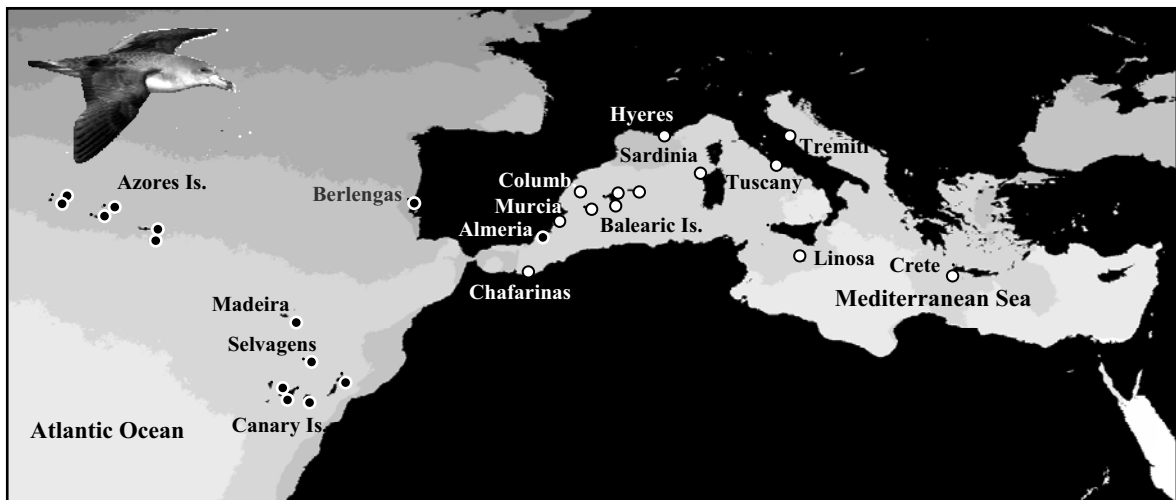 Hyeres
Tremiti
Sardinia
Azores Is.
Tuscany
Columb
Berlengas
Murcia
Balearic Is.
Almeria
Linosa
Crete
Chafarinas
Mediterranean Sea
Madeira
Selvagens
Canary Is.
Atlantic Ocean